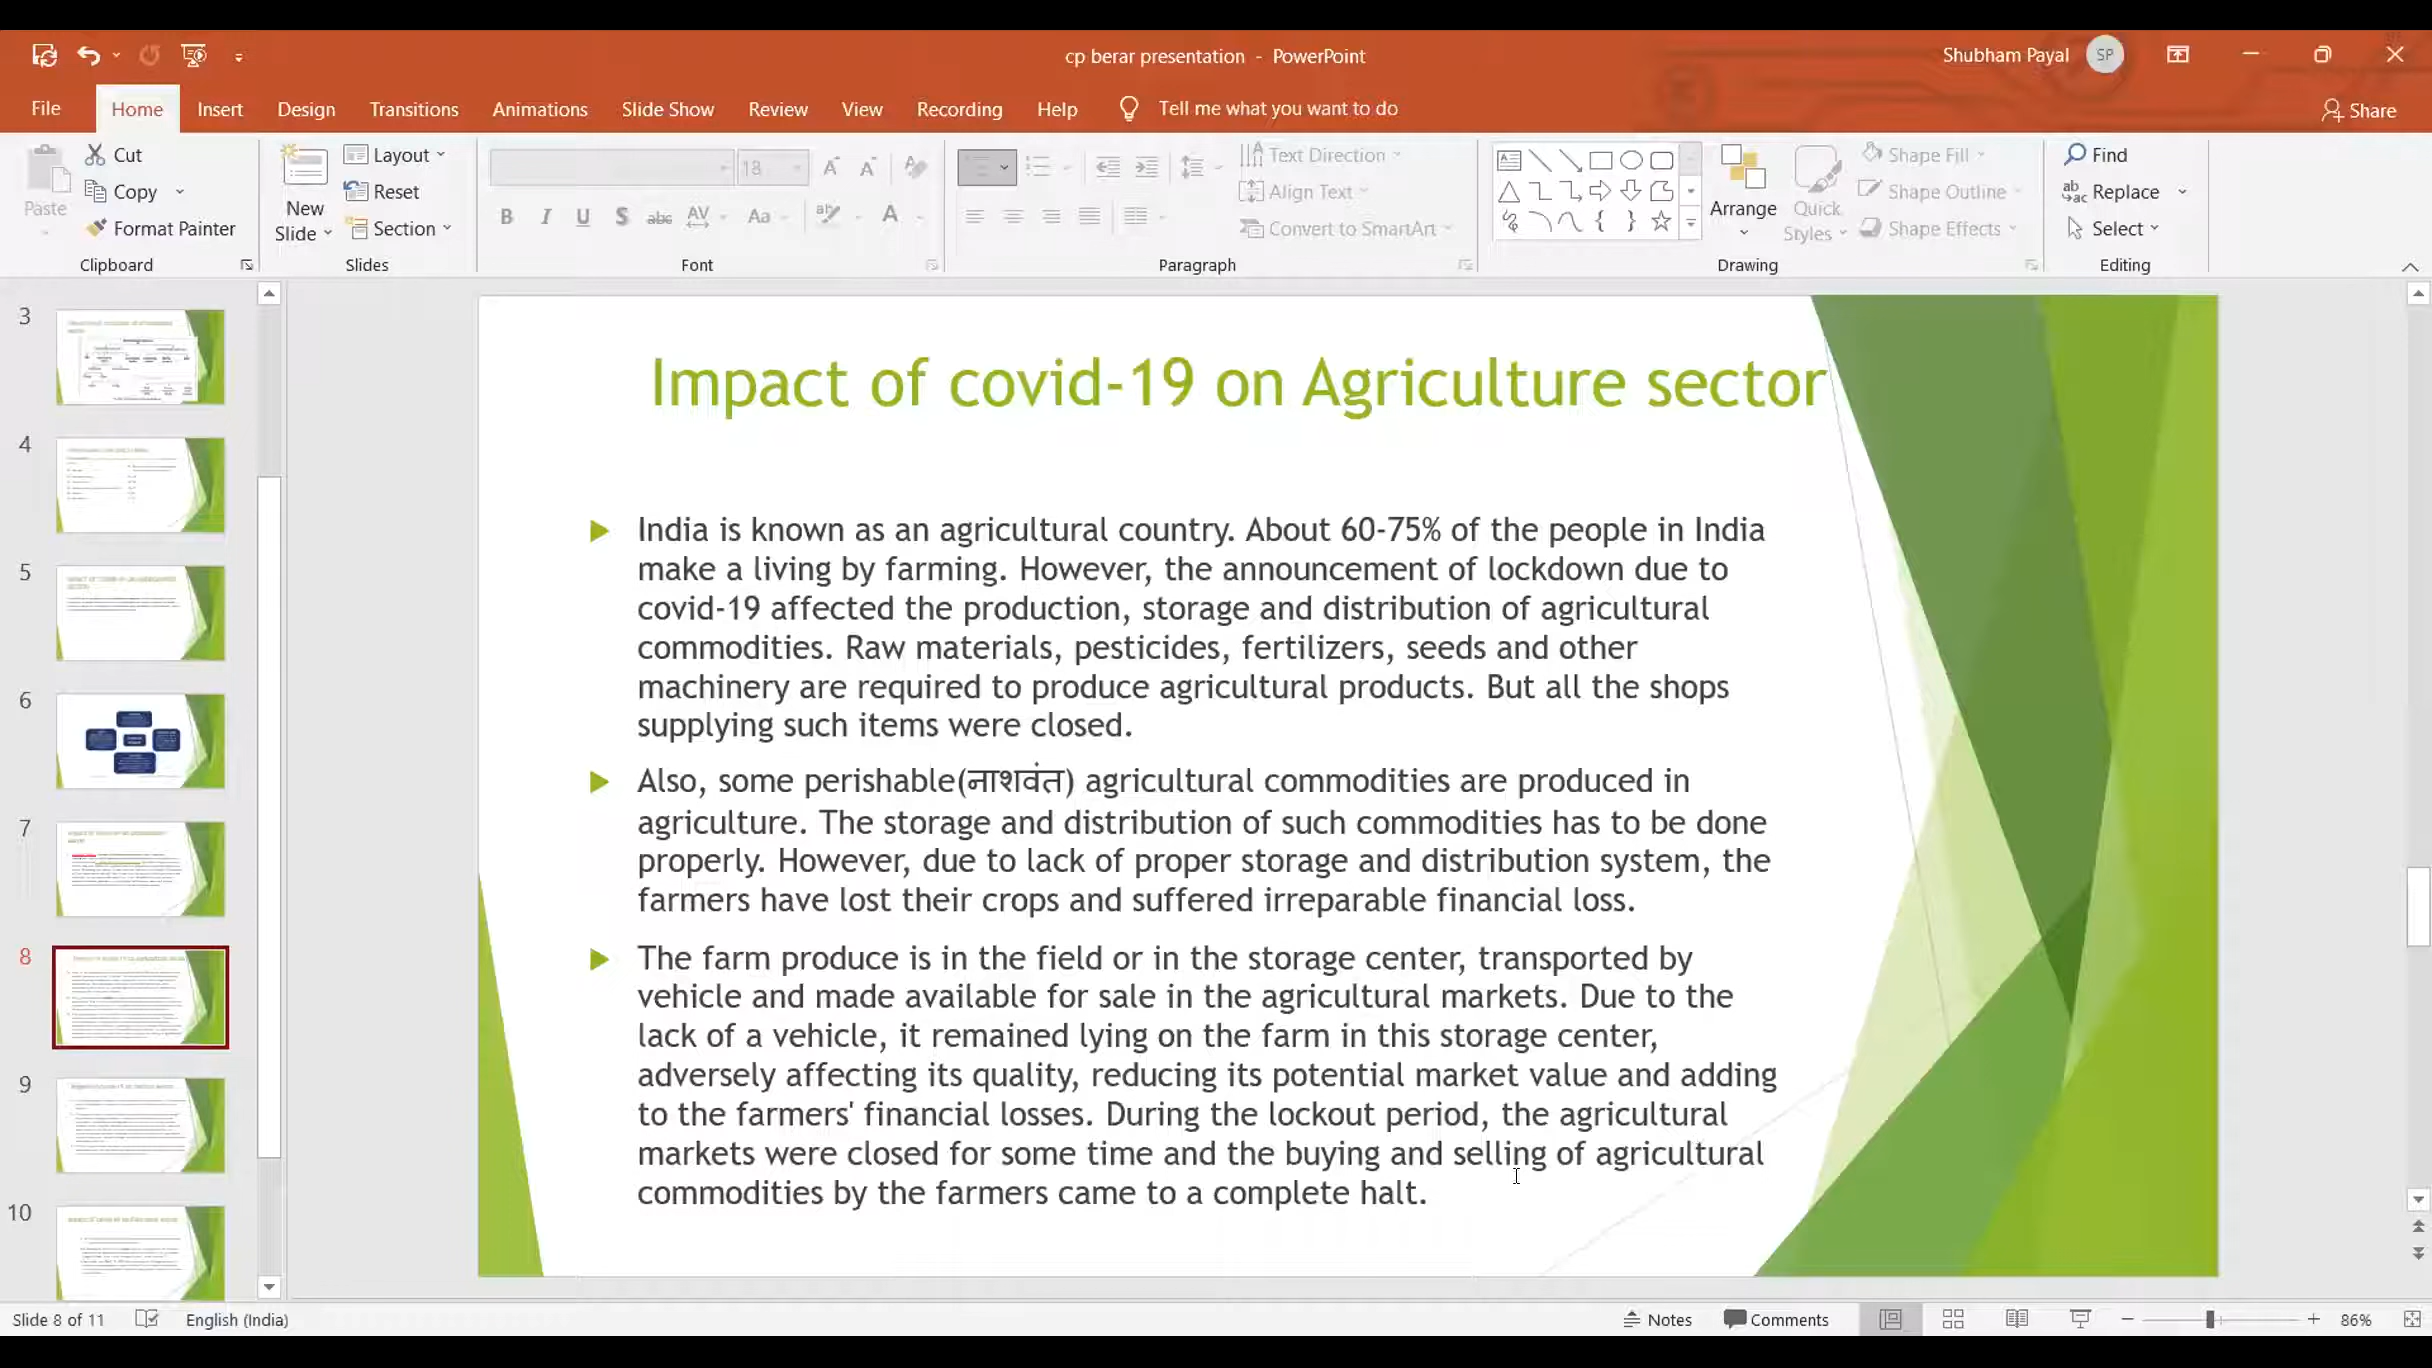 cp berar presentation - PowerPoint
Shubham Payal SP
File Home Insert Design Transitions Animations Slide Show Review View Recording Help Tell me what you want to do Share
Paste
Cut
Copy
Format Painter
Clipboard
New
Slide
Layout
Reset
Section
Slides
18
B I U S abc AV Aa A
Font
Text Direction
Align Text
Convert to SmartArt
Paragraph
Arrange
Quick
Styles
Shape Fill
Shape Outline
Shape Effects
Drawing
Find
Replace
Select
Editing
3
4
5
6
7
8
9
10
Impact of covid-19 on Agriculture sector
India is known as an agricultural country. About 60-75% of the people in India
make a living by farming. However, the announcement of lockdown due to
covid-19 affected the production, storage and distribution of agricultural
commodities. Raw materials, pesticides, fertilizers, seeds and other
machinery are required to produce agricultural products. But all the shops
supplying such items were closed.
Also, some perishable(नाशवंत) agricultural commodities are produced in
agriculture. The storage and distribution of such commodities has to be done
properly. However, due to lack of proper storage and distribution system, the
farmers have lost their crops and suffered irreparable financial loss.
The farm produce is in the field or in the storage center, transported by
vehicle and made available for sale in the agricultural markets. Due to the
lack of a vehicle, it remained lying on the farm in this storage center,
adversely affecting its quality, reducing its potential market value and adding
to the farmers' financial losses. During the lockout period, the agricultural
markets were closed for some time and the buying and selling of agricultural
commodities by the farmers came to a complete halt.
Slide 8 of 11 English (India) Notes Comments 86%